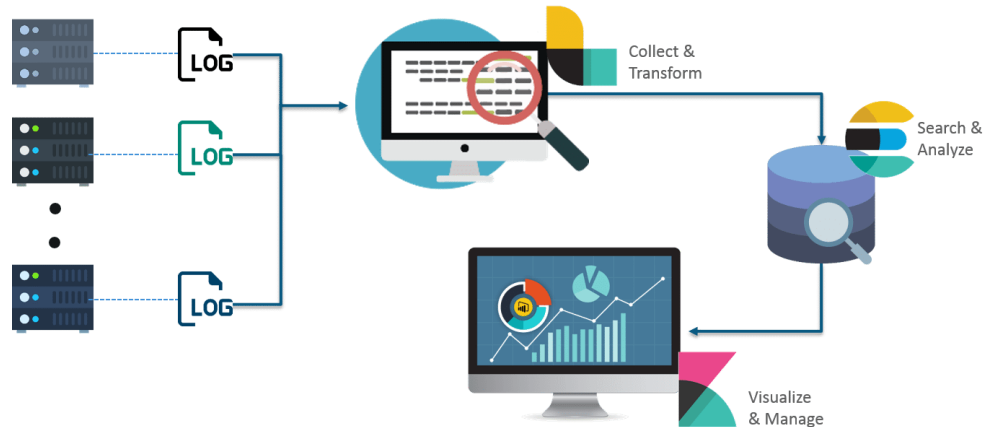 LOG
Collect &
Transform
LOG
Search &
Analyze
LOG
Visualize
& Manage